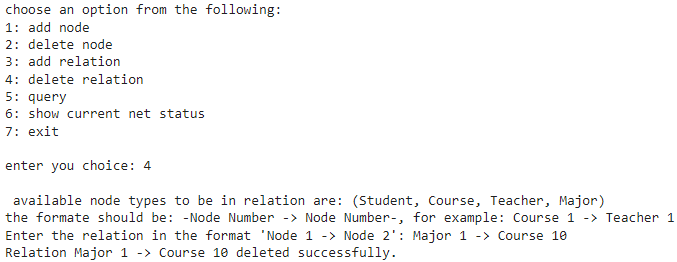 choose an option from the following:
1: add node
2: delete node
3: add relation
4: delete relation
5: query
6: show current net status
7: exit
enter you choice: 4
available node types to be in relation are: (Student, Course, Teacher, Major)
the formate should be: -Node Number -> Node Number-, for example: Course 1 -> Teacher 1
Enter the relation in the format 'Node 1 -> Node 2': Major 1 -> Course 10
Relation Major 1 -> Course 10 deleted successfully.